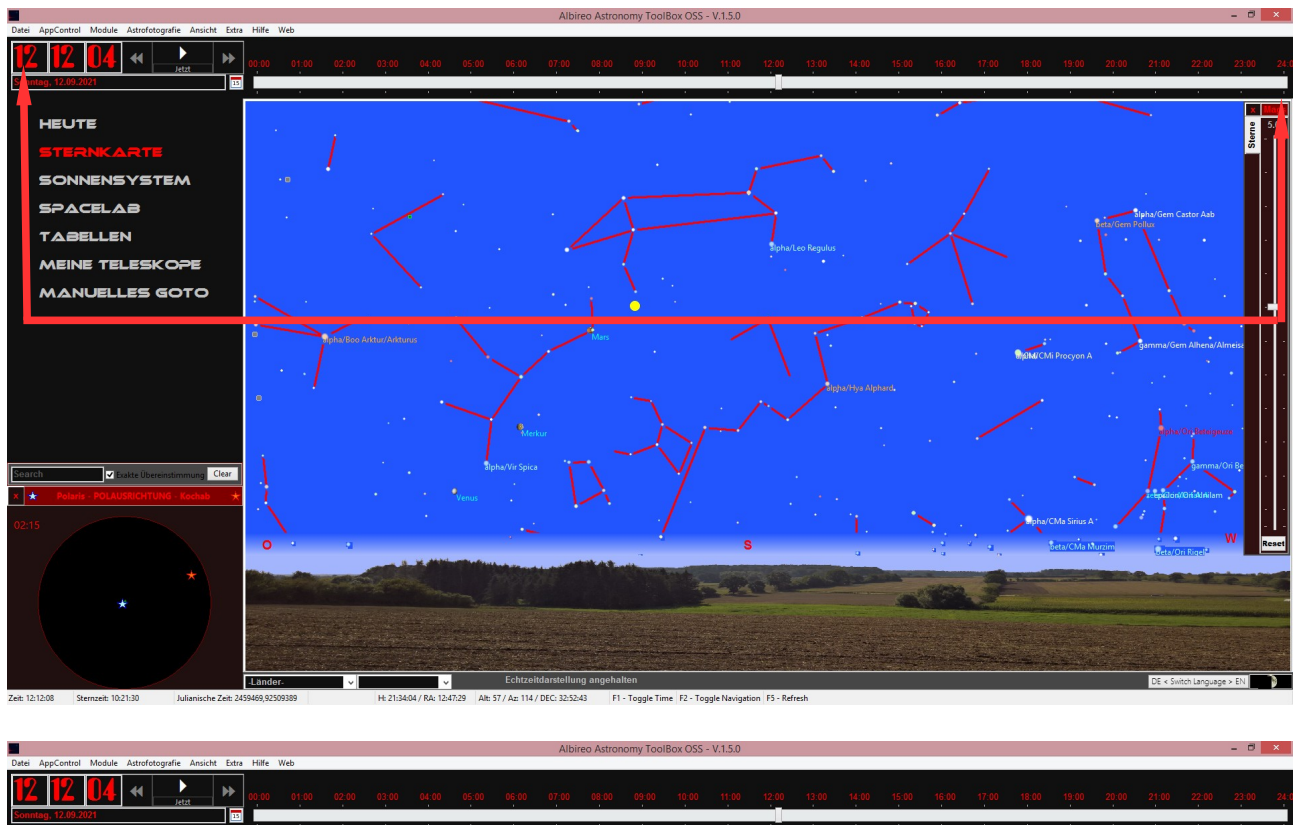 Albireo Astronomy ToolBox OSS - V.1.5.0
Datei AppControl Module Astrofotografie Ansicht Extra Hilfe Web
12 12 04
Jetzt
00:00 01:00 02:00 03:00 04:00 05:00 06:00 07:00 08:00 09:00 10:00 11:00 12:00 13:00 14:00 15:00 16:00 17:00 18:00 19:00 20:00 21:00 22:00 23:00
Sonntag, 12.09.2021
15
HEUTE
STERNKARTE
SONNENSYSTEM
SPACELAB
TABELLEN
MEINE TELESKOPE
MANUELLES GOTO
x
Sterne
alpha/Gem Castor Aab
beta/Gem Pollux
alpha/Leo Regulus
alpha/Boo Arktur/Arkturus
Mars
gamma/Gem Alhena/Almeisa
CMi Procyon A
alpha/Hya Alphard
Merkur
alpha/Vir Spica
gamma/Ori Be
Venus
alpha/CMa Sirius A
O S W
beta/CMa Murzim
beta/Ori Rigel
Reset
Search Exakte Übereinstimmung Clear
x Polaris - POLAUSRICHTUNG - Kochab
02:15
-Länder- Echtzeitdarstellung angehalten DE < Switch Language > EN
Zeit: 12:12:08 Sternzeit: 10:21:30 Julianische Zeit: 2459469,92509389 H: 21:34:04 / RA: 12:47:29 Alt: 57 / Az: 114 / DEC: 32:52:43 F1 - Toggle Time F2 - Toggle Navigation F5 - Refresh
Albireo Astronomy ToolBox OSS - V.1.5.0
Datei AppControl Module Astrofotografie Ansicht Extra Hilfe Web
12 12 04
Jetzt
00:00 01:00 02:00 03:00 04:00 05:00 06:00 07:00 08:00 09:00 10:00 11:00 12:00 13:00 14:00 15:00 16:00 17:00 18:00 19:00 20:00 21:00 22:00 23:00
Sonntag, 12.09.2021
15